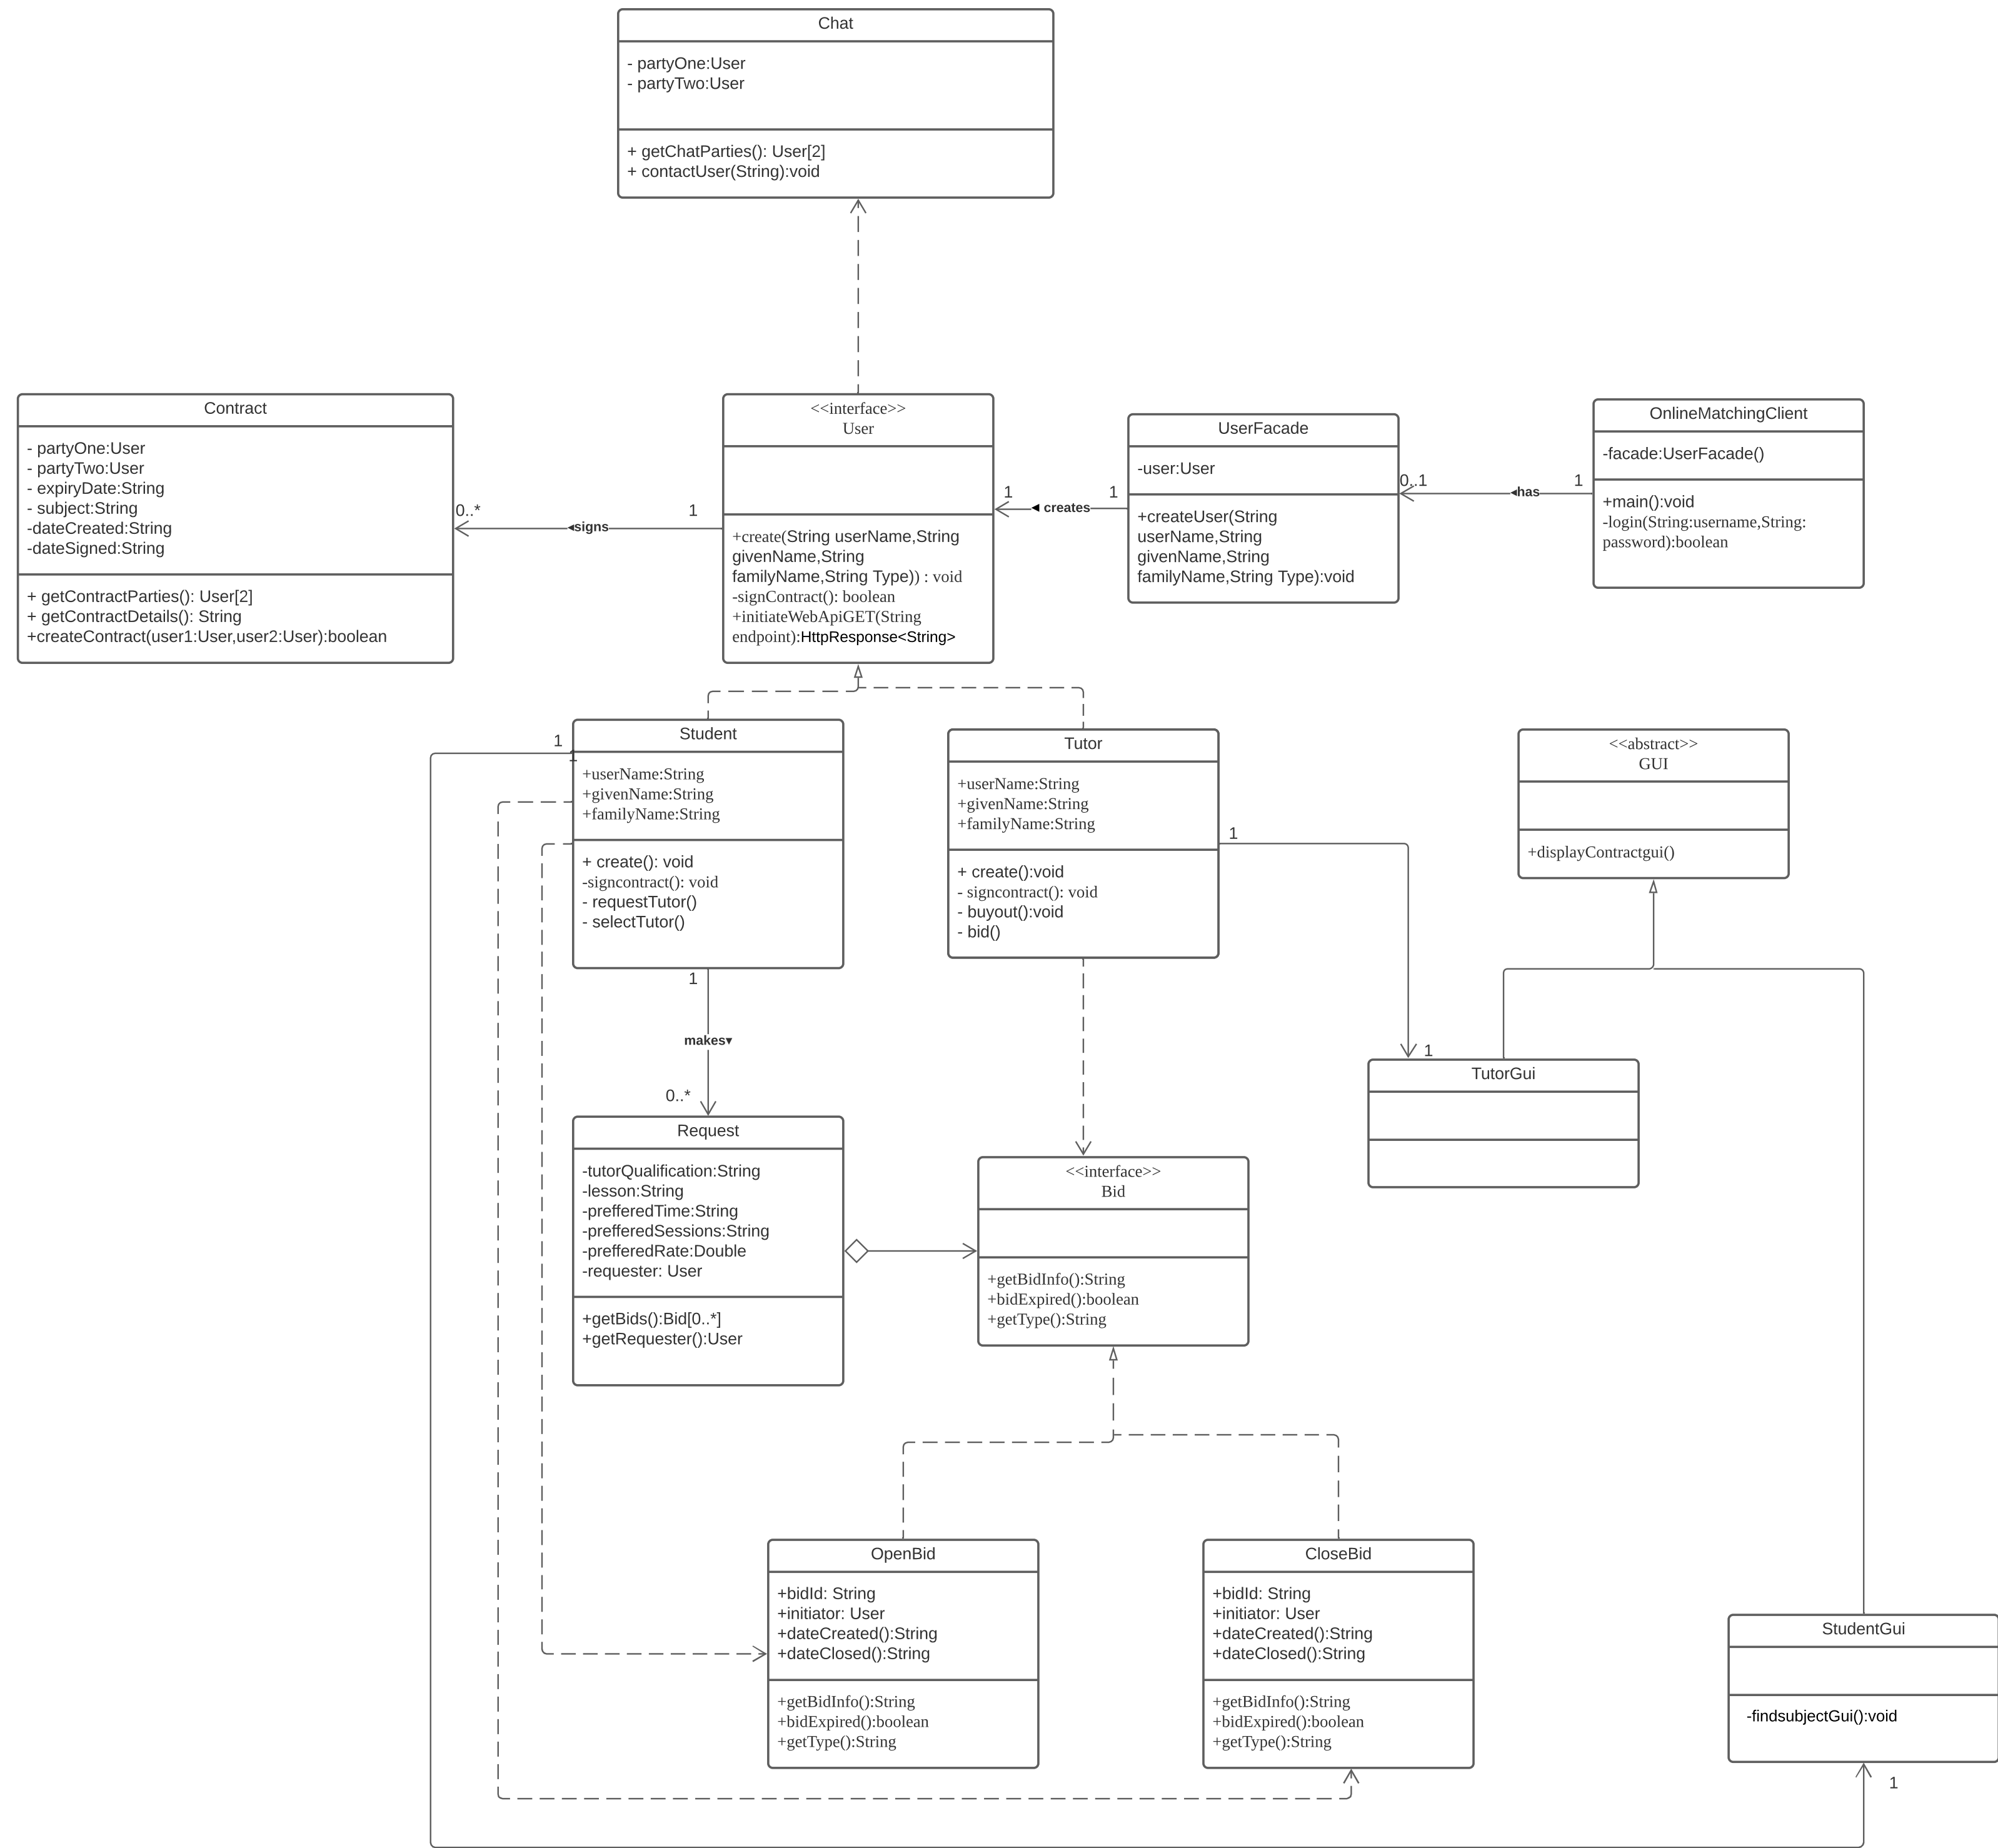 Chat
- partyOne:User
- partyTwo:User
+ getChatParties(): User[2]
+ contactUser(String):void
Contract
- partyOne:User
- partyTwo:User
- expiryDate:String
- subject:String
-dateCreated:String
-dateSigned:String
+ getContractParties(): User[2]
+ getContractDetails(): String
+createContract(user1:User,user2:User):boolean
0..*
◂signs
1
<<interface>>
User
+create(String userName,String
givenName,String
familyName,String Type)) : void
-signContract(): boolean
+initiateWebApiGET(String
endpoint):HttpResponse<String>
1
◂ creates
1
UserFacade
-user:User
+createUser(String
userName,String
givenName,String
familyName,String Type):void
0..1
◂has
1
OnlineMatchingClient
-facade:UserFacade()
+main():void
-login(String:username,String:
password):boolean
1
1
Student
+userName:String
+givenName:String
+familyName:String
+ create(): void
-signcontract(): void
- requestTutor()
- selectTutor()
Tutor
+userName:String
+givenName:String
+familyName:String
+ create():void
- signcontract(): void
- buyout():void
- bid()
1
<<abstract>>
GUI
+displayContractgui()
1
makes▾
0..*
1
TutorGui
Request
-tutorQualification:String
-lesson:String
-prefferedTime:String
-prefferedSessions:String
-prefferedRate:Double
-requester: User
+getBids():Bid[0..*]
+getRequester():User
<<interface>>
Bid
+getBidInfo():String
+bidExpired():boolean
+getType():String
OpenBid
+bidId: String
+initiator: User
+dateCreated():String
+dateClosed():String
+getBidInfo():String
+bidExpired():boolean
+getType():String
CloseBid
+bidId: String
+initiator: User
+dateCreated():String
+dateClosed():String
+getBidInfo():String
+bidExpired():boolean
+getType():String
StudentGui
-findsubjectGui():void
1